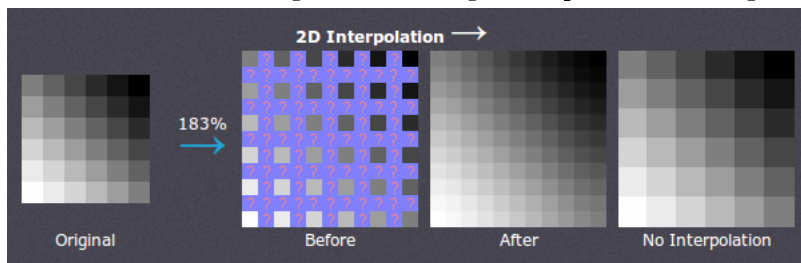 2D Interpolation →
183%
→
Original
Before
After
No Interpolation